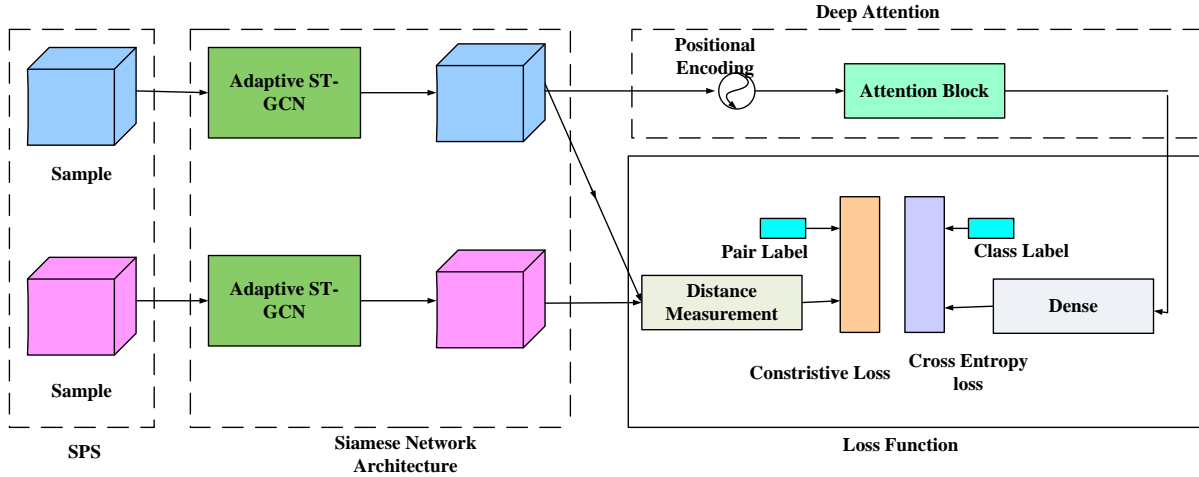 Deep Attention
Positional
Encoding
Adaptive ST-
GCN
Attention Block
Sample
Pair Label
Class Label
Adaptive ST-
GCN
Distance
Measurement
Dense
Constristive Loss
Cross Entropy
loss
Sample
SPS
Siamese Network
Architecture
Loss Function